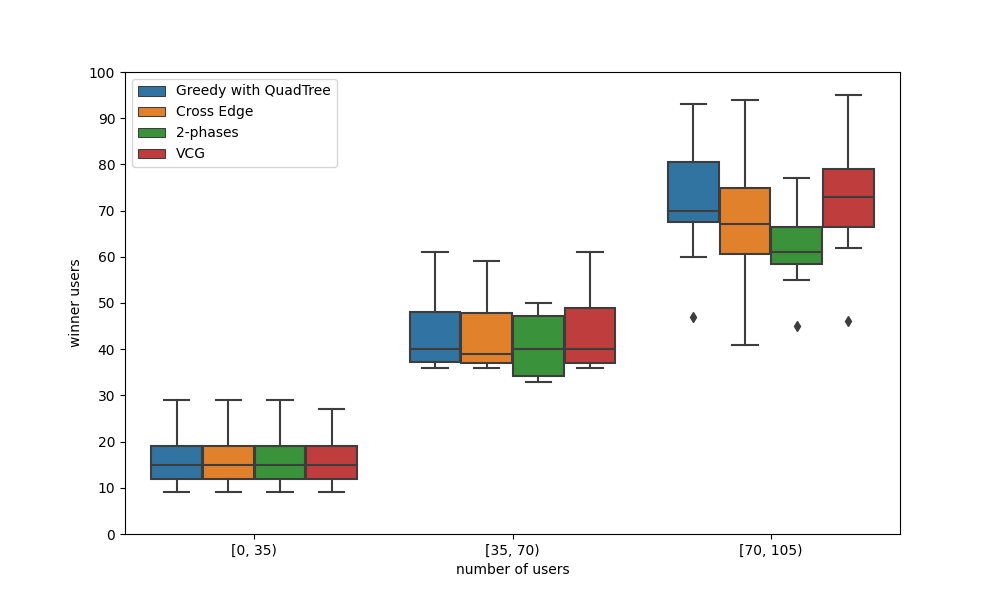 Greedy with QuadTree
Cross Edge
2-phases
VCG
winner users
100
90
80
70
60
50
40
30
20
10
0
[0, 35)
[35, 70)
[70, 105)
number of users